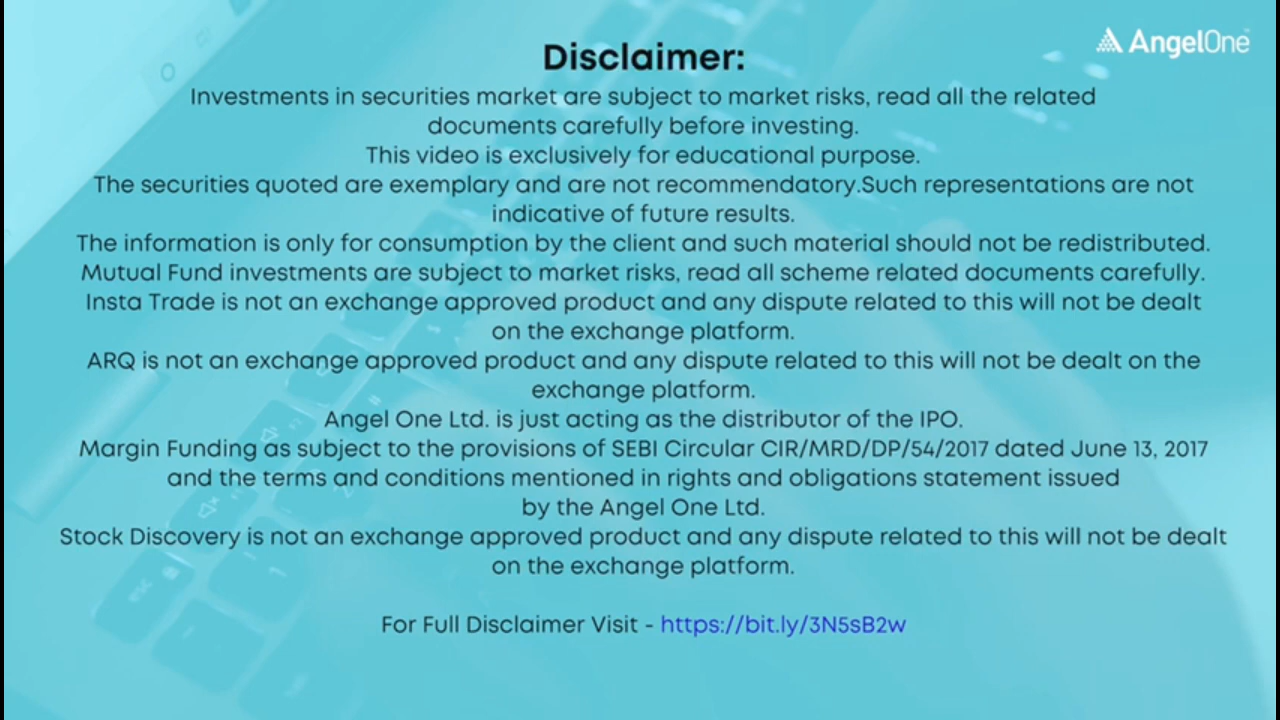 AngelOne
Disclaimer:
Investments in securities market are subject to market risks, read all the related
documents carefully before investing.
This video is exclusively for educational purpose.
The securities quoted are exemplary and are not recommendatory.Such representations are not
indicative of future results.
The information is only for consumption by the client and such material should not be redistributed.
Mutual Fund investments are subject to market risks, read all scheme related documents carefully.
Insta Trade is not an exchange approved product and any dispute related to this will not be dealt
on the exchange platform.
ARQ is not an exchange approved product and any dispute related to this will not be dealt on the
exchange platform.
Angel One Ltd. is just acting as the distributor of the IPO.
Margin Funding as subject to the provisions of SEBI Circular CIR/MRD/DP/54/2017 dated June 13, 2017
and the terms and conditions mentioned in rights and obligations statement issued
by the Angel One Ltd.
Stock Discovery is not an exchange approved product and any dispute related to this will not be dealt
on the exchange platform.
For Full Disclaimer Visit - https://bit.ly/3N5sB2w